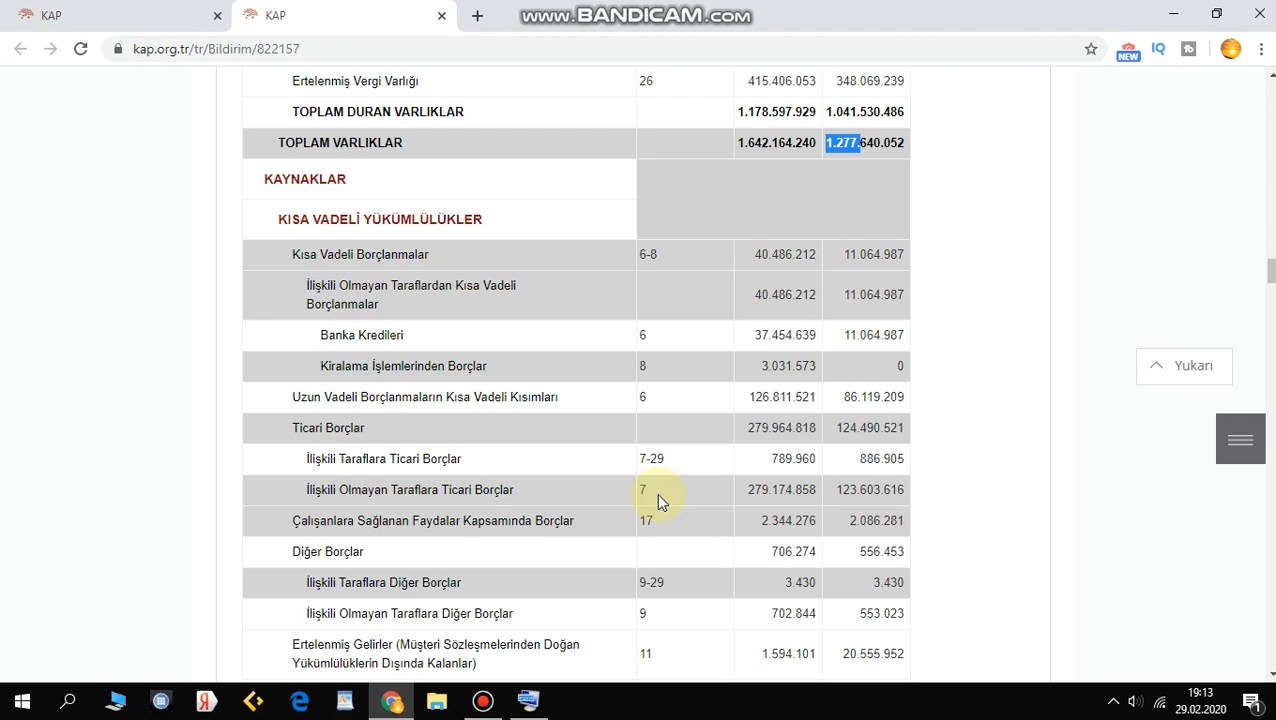 KAP
KAP
www.BANDICAM.com
kap.org.tr/tr/Bildirim/822157
NEW
IQ
tb
Ertelenmiş Vergi Varlığı 26 415.406.053 348.069.239
TOPLAM DURAN VARLIKLAR 1.178.597.929 1.041.530.486
TOPLAM VARLIKLAR 1.642.164.240 1.277.640.052
KAYNAKLAR
KISA VADELİ YÜKÜMLÜLÜKLER
Kısa Vadeli Borçlanmalar 6-8 40.486.212 11.064.987
İlişkili Olmayan Taraflardan Kısa Vadeli
Borçlanmalar 40.486.212 11.064.987
Banka Kredileri 6 37.454.639 11.064.987
Kiralama İşlemlerinden Borçlar 8 3.031.573 0
Yukarı
Uzun Vadeli Borçlanmaların Kısa Vadeli Kısımları 6 126.811.521 86.119.209
Ticari Borçlar 279.964.818 124.490.521
İlişkili Taraflara Ticari Borçlar 7-29 789.960 886.905
İlişkili Olmayan Taraflara Ticari Borçlar 7 279.174.858 123.603.616
Çalışanlara Sağlanan Faydalar Kapsamında Borçlar 17 2.344.276 2.086.281
Diğer Borçlar 706.274 556.453
İlişkili Taraflara Diğer Borçlar 9-29 3.430 3.430
İlişkili Olmayan Taraflara Diğer Borçlar 9 702.844 553.023
Ertelenmiş Gelirler (Müşteri Sözleşmelerinden Doğan
Yükümlülüklerin Dışında Kalanlar) 11 1.594.101 20.555.952
19:13
29.02.2020
1